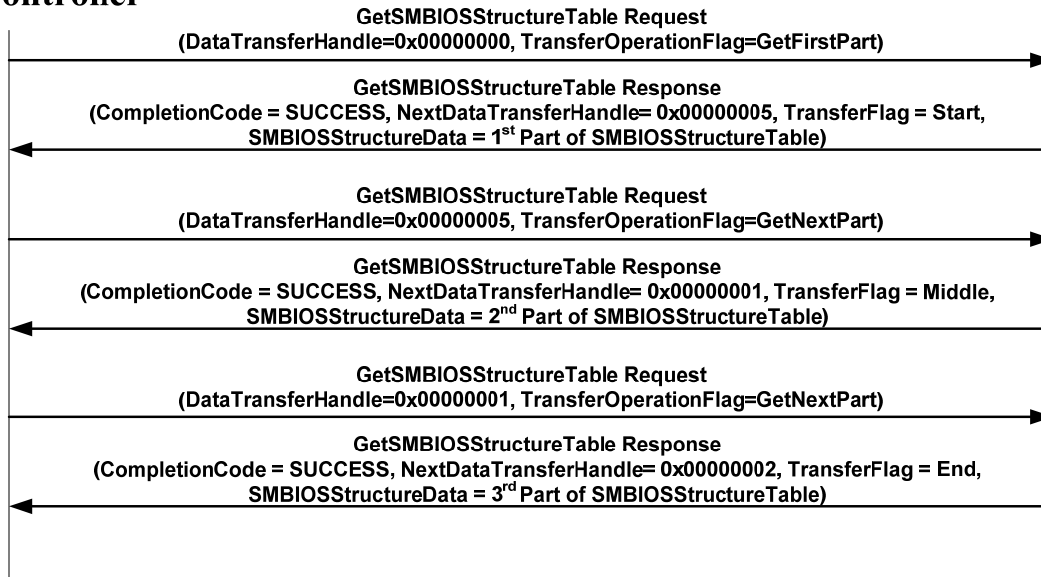 GetSMBIOSStructureTable Request
(DataTransferHandle=0x00000000, TransferOperationFlag=GetFirstPart)
GetSMBIOSStructureTable Response
(CompletionCode = SUCCESS, NextDataTransferHandle= 0x00000005, TransferFlag = Start,
SMBIOSStructureData = 1st Part of SMBIOSStructureTable)
GetSMBIOSStructureTable Request
(DataTransferHandle=0x00000005, TransferOperationFlag=GetNextPart)
GetSMBIOSStructureTable Response
(CompletionCode = SUCCESS, NextDataTransferHandle= 0x00000001, TransferFlag = Middle,
SMBIOSStructureData = 2nd Part of SMBIOSStructureTable)
GetSMBIOSStructureTable Request
(DataTransferHandle=0x00000001, TransferOperationFlag=GetNextPart)
GetSMBIOSStructureTable Response
(CompletionCode = SUCCESS, NextDataTransferHandle= 0x00000002, TransferFlag = End,
SMBIOSStructureData = 3rd Part of SMBIOSStructureTable)